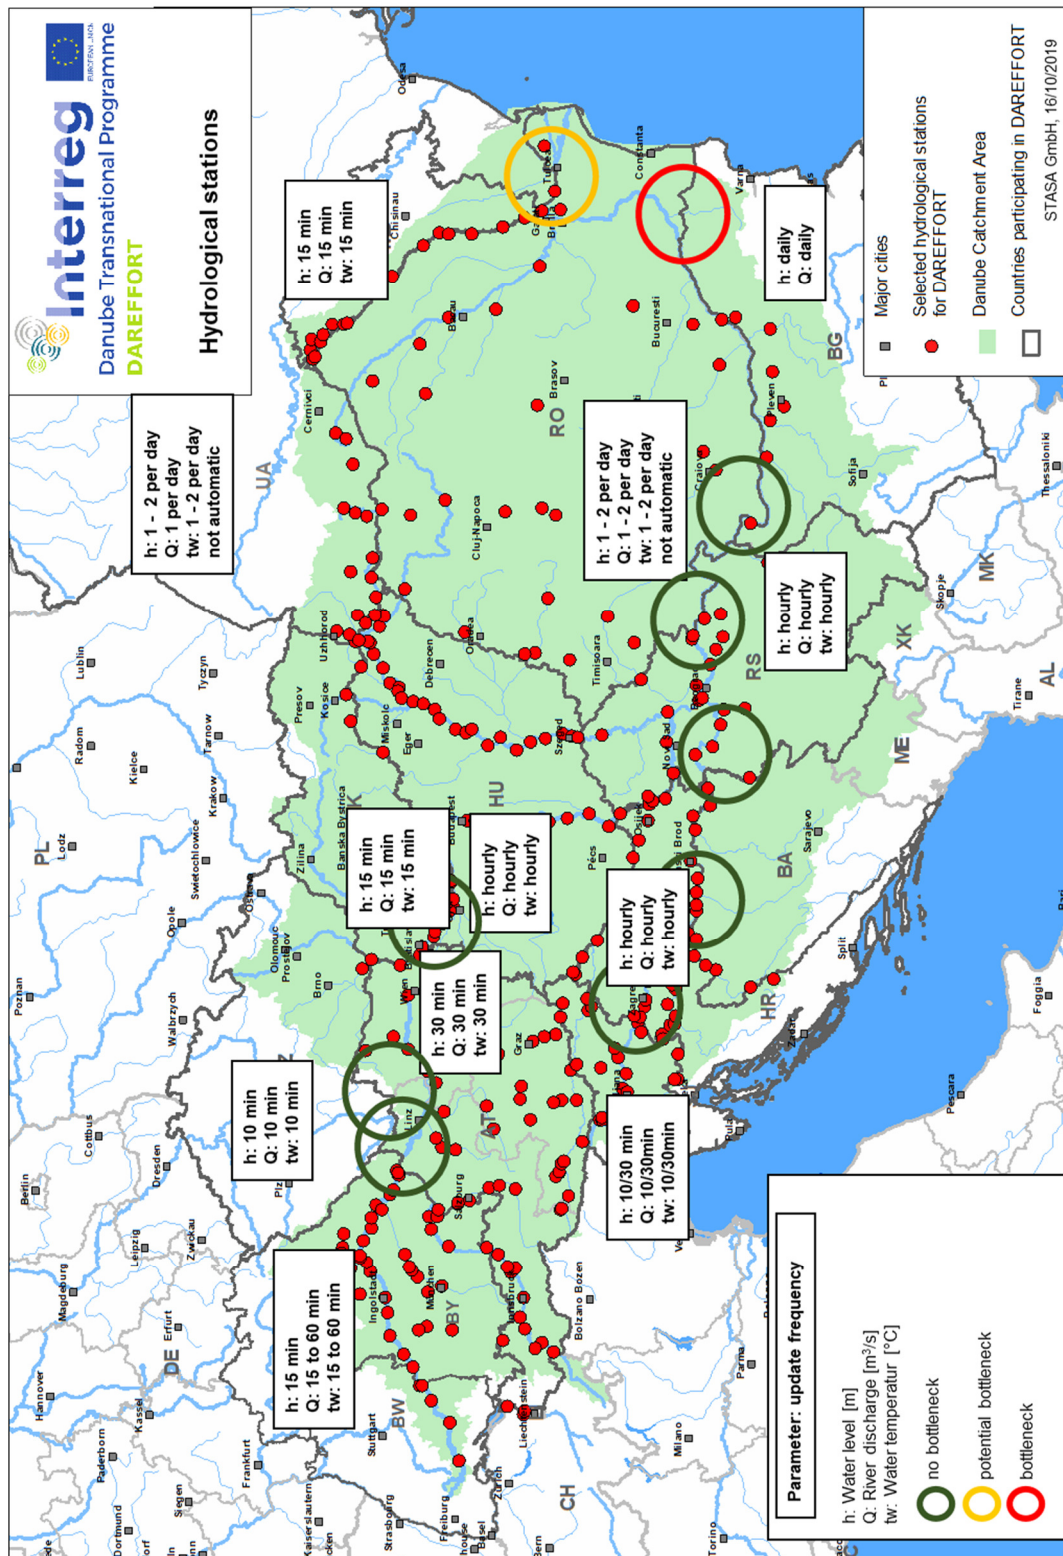 Interreg
EUROPEAN UNION
Danube Transnational Programme
DAREFFORT
Hydrological stations
h: 1 - 2 per day
Q: 1 per day
tw: 1 - 2 per day
not automatic
h: 15 min
Q: 15 min
tw: 15 min
h: 10 min
Q: 10 min
tw: 10 min
h: 15 min
Q: 15 to 60 min
tw: 15 to 60 min
h: 15 min
Q: 15 min
tw: 15 min
h: 30 min
Q: 30 min
tw: 30 min
h: hourly
Q: hourly
tw: hourly
h: 1 - 2 per day
Q: 1 - 2 per day
tw: 1 - 2 per day
not automatic
h: hourly
Q: hourly
tw: hourly
h: hourly
Q: hourly
tw: hourly
h: 10/30 min
Q: 10/30min
tw: 10/30min
h: daily
Q: daily
Hannover
Magdeburg
Berlin
Cottbus
Poznan
Lodz
PL
Radom
Lublin
Kielce
Paderborn
Kassel
Leipzig
Dresden
Walbrzych
Opole
Swietochlowice
Krakow
Tarnow
Tyczyn
Dortmund
Siegen
DE
Erfurt
Zwickau
Frankfurt
Olomouc
Prostejov
Brno
Zilina
Presov
Kosice
Uzhhorod
UA
Cernivci
Chisinau
Odesa
Kaiserslautern
Stuttgart
Strasbourg
BW
Ingolstadt
Wien
Banska Bystrica
Miskolc
Eger
Debrecen
Freiburg
Basel
Zürich
BY
München
Salzburg
AT
Graz
HU
Oradea
Cluj-Napoca
Bern
CH
Liechtenstein
Innsbruck
Bolzano Bozen
Pécs
Szeged
Timisoara
RO
Brasov
Bacau
Tulcea
Torino
Milano
Parma
Osijek
Novi Sad
Craiova
Bucuresti
Constanta
HR
BA
Sarajevo
RS
Pleven
Varna
BG
Sofija
Zadar
Split
ME
XK
Skopje
MK
Thessaloniki
Pescara
Foggia
Tirane
AL
Parameter: update frequency
h: Water level [m]
Q: River discharge [m³/s]
tw: Water temperatur [°C]
no bottleneck
potential bottleneck
bottleneck
Major cities
Selected hydrological stations
for DAREFFORT
Danube Catchment Area
Countries participating in DAREFFORT
STASA GmbH, 16/10/2019